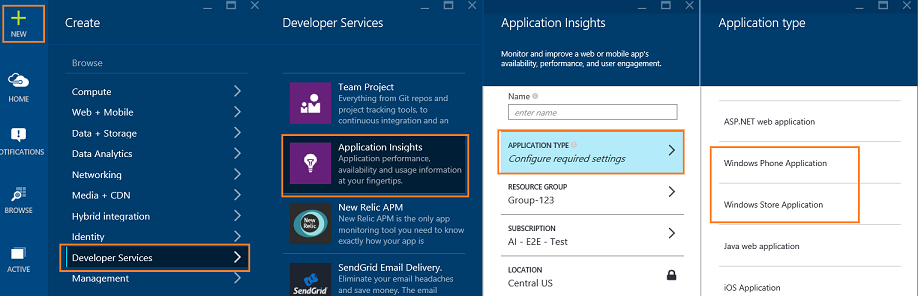 NEW
HOME
NOTIFICATIONS
BROWSE
ACTIVE
Create
Browse
Compute
Web + Mobile
Data + Storage
Data Analytics
Networking
Media + CDN
Hybrid integration
Identity
Developer Services
Management
Developer Services
Team Project
Everything from Git repos and
project tracking tools, to
continuous integration and an
Application Insights
Application performance,
availability and usage information
at your fingertips.
New Relic
New Relic APM
New Relic APM is the only app
monitoring tool you need to know
exactly how your app is
SendGrid
SendGrid Email Delivery.
Eliminate your email headaches
and save money. The email
Application Insights
Monitor and improve a web or mobile app's
availability, performance, and user engagement.
Name
enter name
APPLICATION TYPE
Configure required settings
RESOURCE GROUP
Group-123
SUBSCRIPTION
AI - E2E - Test
LOCATION
Central US
Application type
ASP.NET web application
Windows Phone Application
Windows Store Application
Java web application
iOS Application